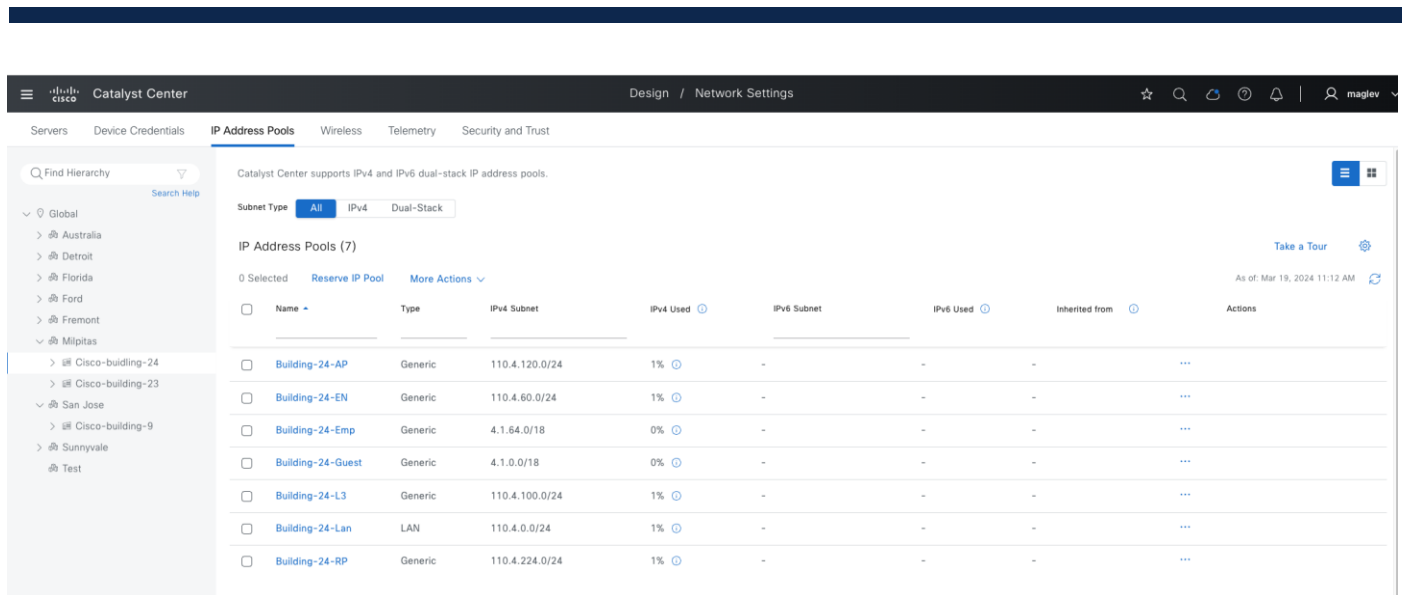 cisco Catalyst Center Design / Network Settings maglev
Servers Device Credentials IP Address Pools Wireless Telemetry Security and Trust
Find Hierarchy
Search Help
Global
Australia
Detroit
Florida
Ford
Fremont
Milpitas
Cisco-buidling-24
Cisco-building-23
San Jose
Cisco-building-9
Sunnyvale
Test
Catalyst Center supports IPv4 and IPv6 dual-stack IP address pools.
Subnet Type All IPv4 Dual-Stack
IP Address Pools (7) Take a Tour
0 Selected Reserve IP Pool More Actions As of: Mar 19, 2024 11:12 AM
Name Type IPv4 Subnet IPv4 Used IPv6 Subnet IPv6 Used Inherited from Actions
Building-24-AP Generic 110.4.120.0/24 1% - - - ...
Building-24-EN Generic 110.4.60.0/24 1% - - - ...
Building-24-Emp Generic 4.1.64.0/18 0% - - - ...
Building-24-Guest Generic 4.1.0.0/18 0% - - - ...
Building-24-L3 Generic 110.4.100.0/24 1% - - - ...
Building-24-Lan LAN 110.4.0.0/24 1% - - - ...
Building-24-RP Generic 110.4.224.0/24 1% - - - ...